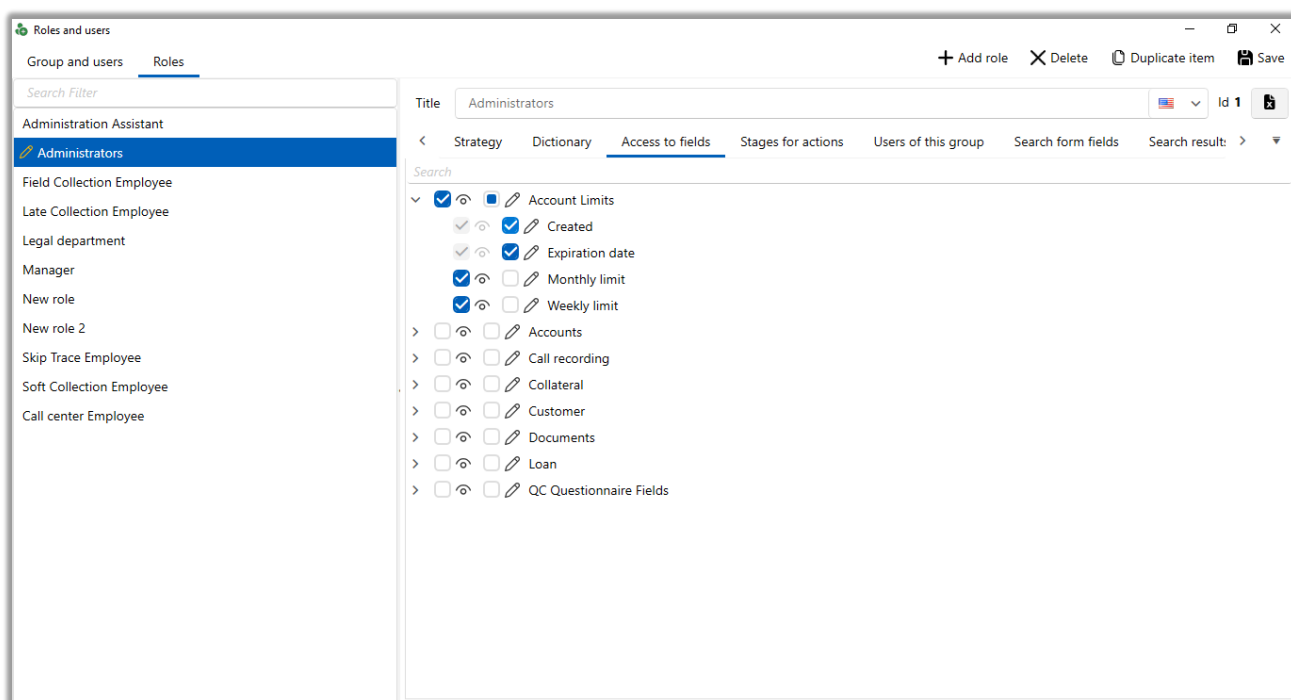 Roles and users
Group and users Roles
Add role Delete Duplicate item Save
Search Filter
Administration Assistant
Administrators
Field Collection Employee
Late Collection Employee
Legal department
Manager
New role
New role 2
Skip Trace Employee
Soft Collection Employee
Call center Employee
Title Administrators Id 1
Strategy Dictionary Access to fields Stages for actions Users of this group Search form fields Search result
Search
Account Limits
Created
Expiration date
Monthly limit
Weekly limit
Accounts
Call recording
Collateral
Customer
Documents
Loan
QC Questionnaire Fields